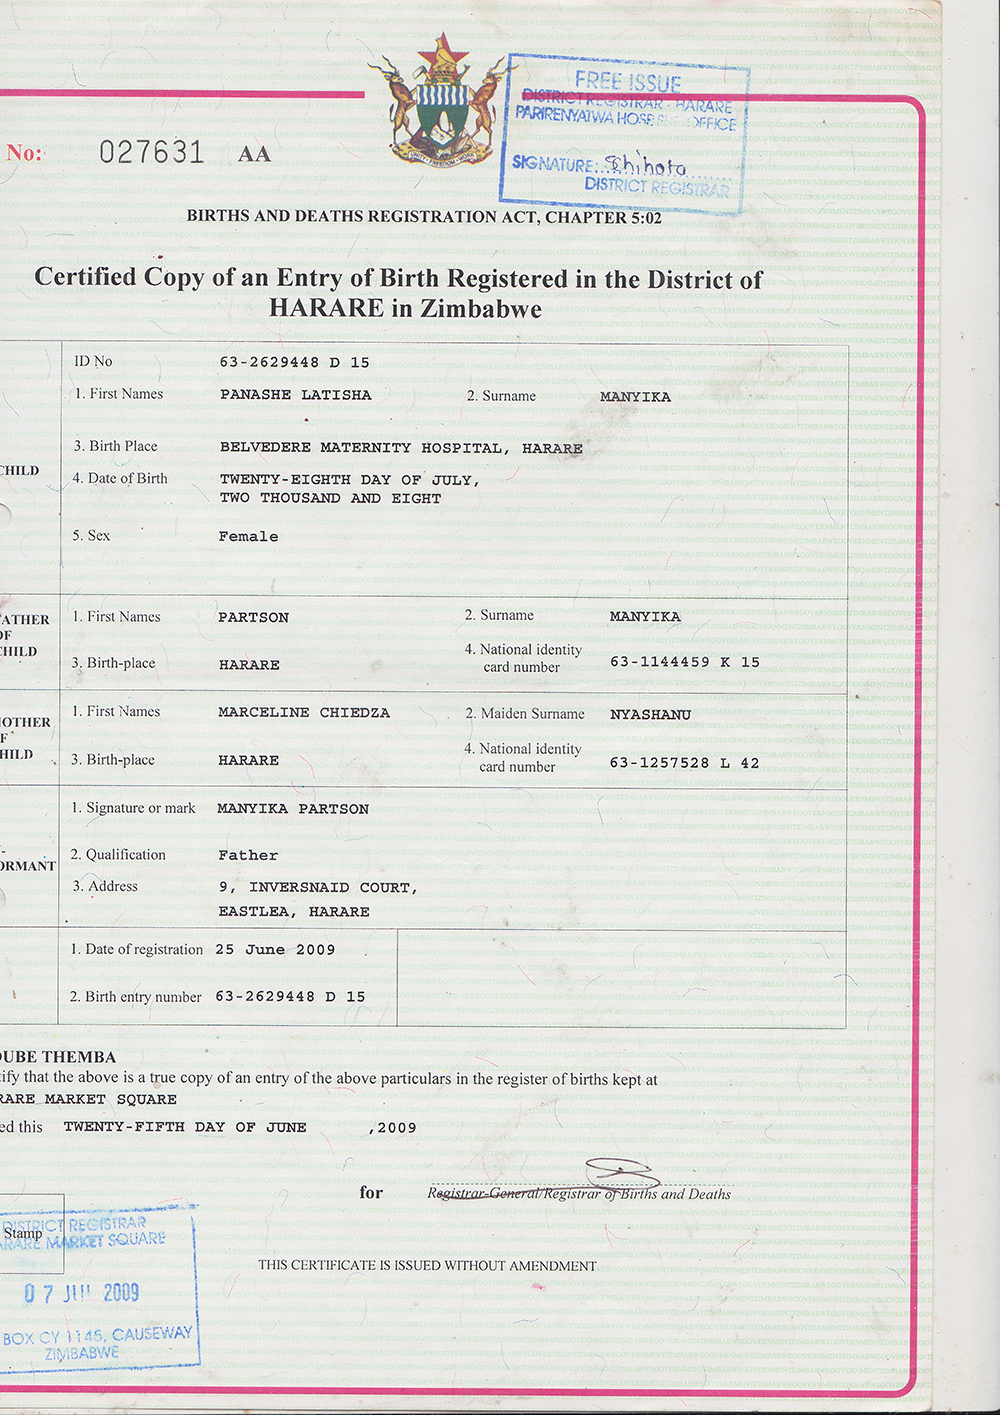 FREE ISSUE
DISTRICT REGISTRAR - HARARE
PARIRENYATWA OFFICE
SIGNATURE: Chihota
DISTRICT REGISTRAR
No: 027631 AA
UNITY FREEDOM WORK
BIRTHS AND DEATHS REGISTRATION ACT, CHAPTER 5:02
Certified Copy of an Entry of Birth Registered in the District of
HARARE in Zimbabwe
ID No 63-2629448 D 15
1. First Names PANASHE LATISHA 2. Surname MANYIKA
3. Birth Place BELVEDERE MATERNITY HOSPITAL, HARARE
CHILD
4. Date of Birth TWENTY-EIGHTH DAY OF JULY,
TWO THOUSAND AND EIGHT
5. Sex Female
ATHER
OF
CHILD
1. First Names PARTSON 2. Surname MANYIKA
3. Birth-place HARARE 4. National identity
card number 63-1144459 K 15
OTHER
F
HILD
1. First Names MARCELINE CHIEDZA 2. Maiden Surname NYASHANU
3. Birth-place HARARE 4. National identity
card number 63-1257528 L 42
1. Signature or mark MANYIKA PARTSON
-
ORMANT
2. Qualification Father
3. Address 9, INVERSNAID COURT,
EASTLEA, HARARE
1. Date of registration 25 June 2009
2. Birth entry number 63-2629448 D 15
DUBE THEMBA
tify that the above is a true copy of an entry of the above particulars in the register of births kept at
RARE MARKET SQUARE
ed this TWENTY-FIFTH DAY OF JUNE ,2009
for Registrar-General/Registrar of Births and Deaths
Stamp
DISTRICT REGISTRAR
ARARE MARKET SQUARE
07 JUL 2009
BOX CY 1146, CAUSEWAY
ZIMBABWE
THIS CERTIFICATE IS ISSUED WITHOUT AMENDMENT